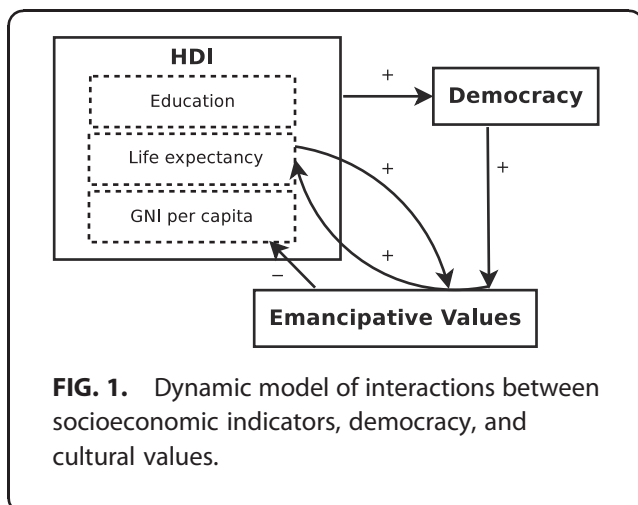 HDI
Education
Life expectancy
GNI per capita
+
Democracy
+
+
+
−
Emancipative Values
FIG. 1. Dynamic model of interactions between
socioeconomic indicators, democracy, and
cultural values.